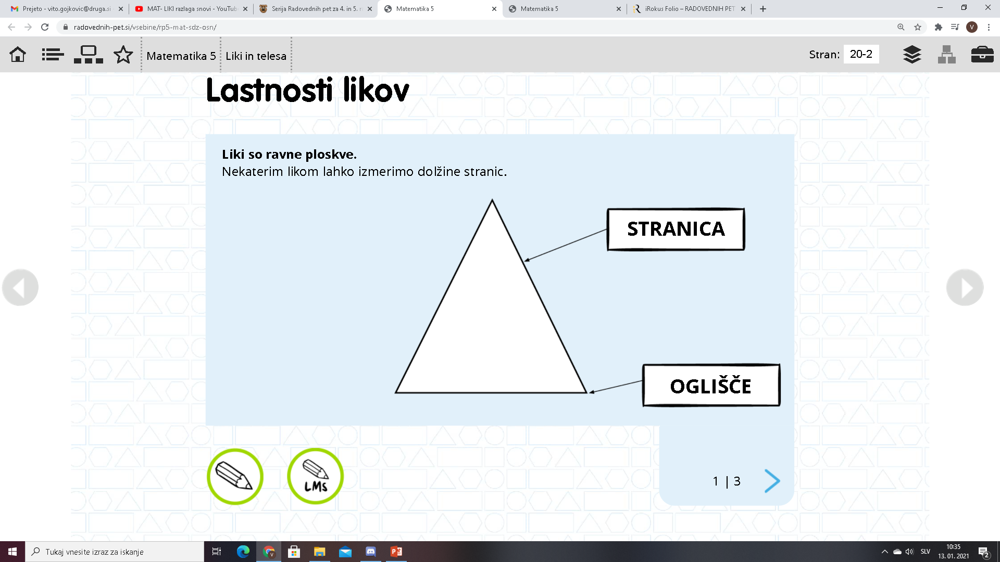 Prejeto - vito.gojkovic@druga.si
MAT- LIKI razlaga snovi - YouTub
Serija Radovednih pet za 4. in 5. r
Matematika 5
Matematika 5
iRokus Folio – RADOVEDNIH PET
radovednih-pet.si/vsebine/rp5-mat-sdz-osn/
V
Matematika 5
Liki in telesa
Stran: 20-2
Lastnosti likov
Liki so ravne ploskve.
Nekaterim likom lahko izmerimo dolžine stranic.
STRANICA
OGLIŠČE
LMs
1 | 3
Tukaj vnesite izraz za iskanje
SLV
10:35
13. 01. 2021
2